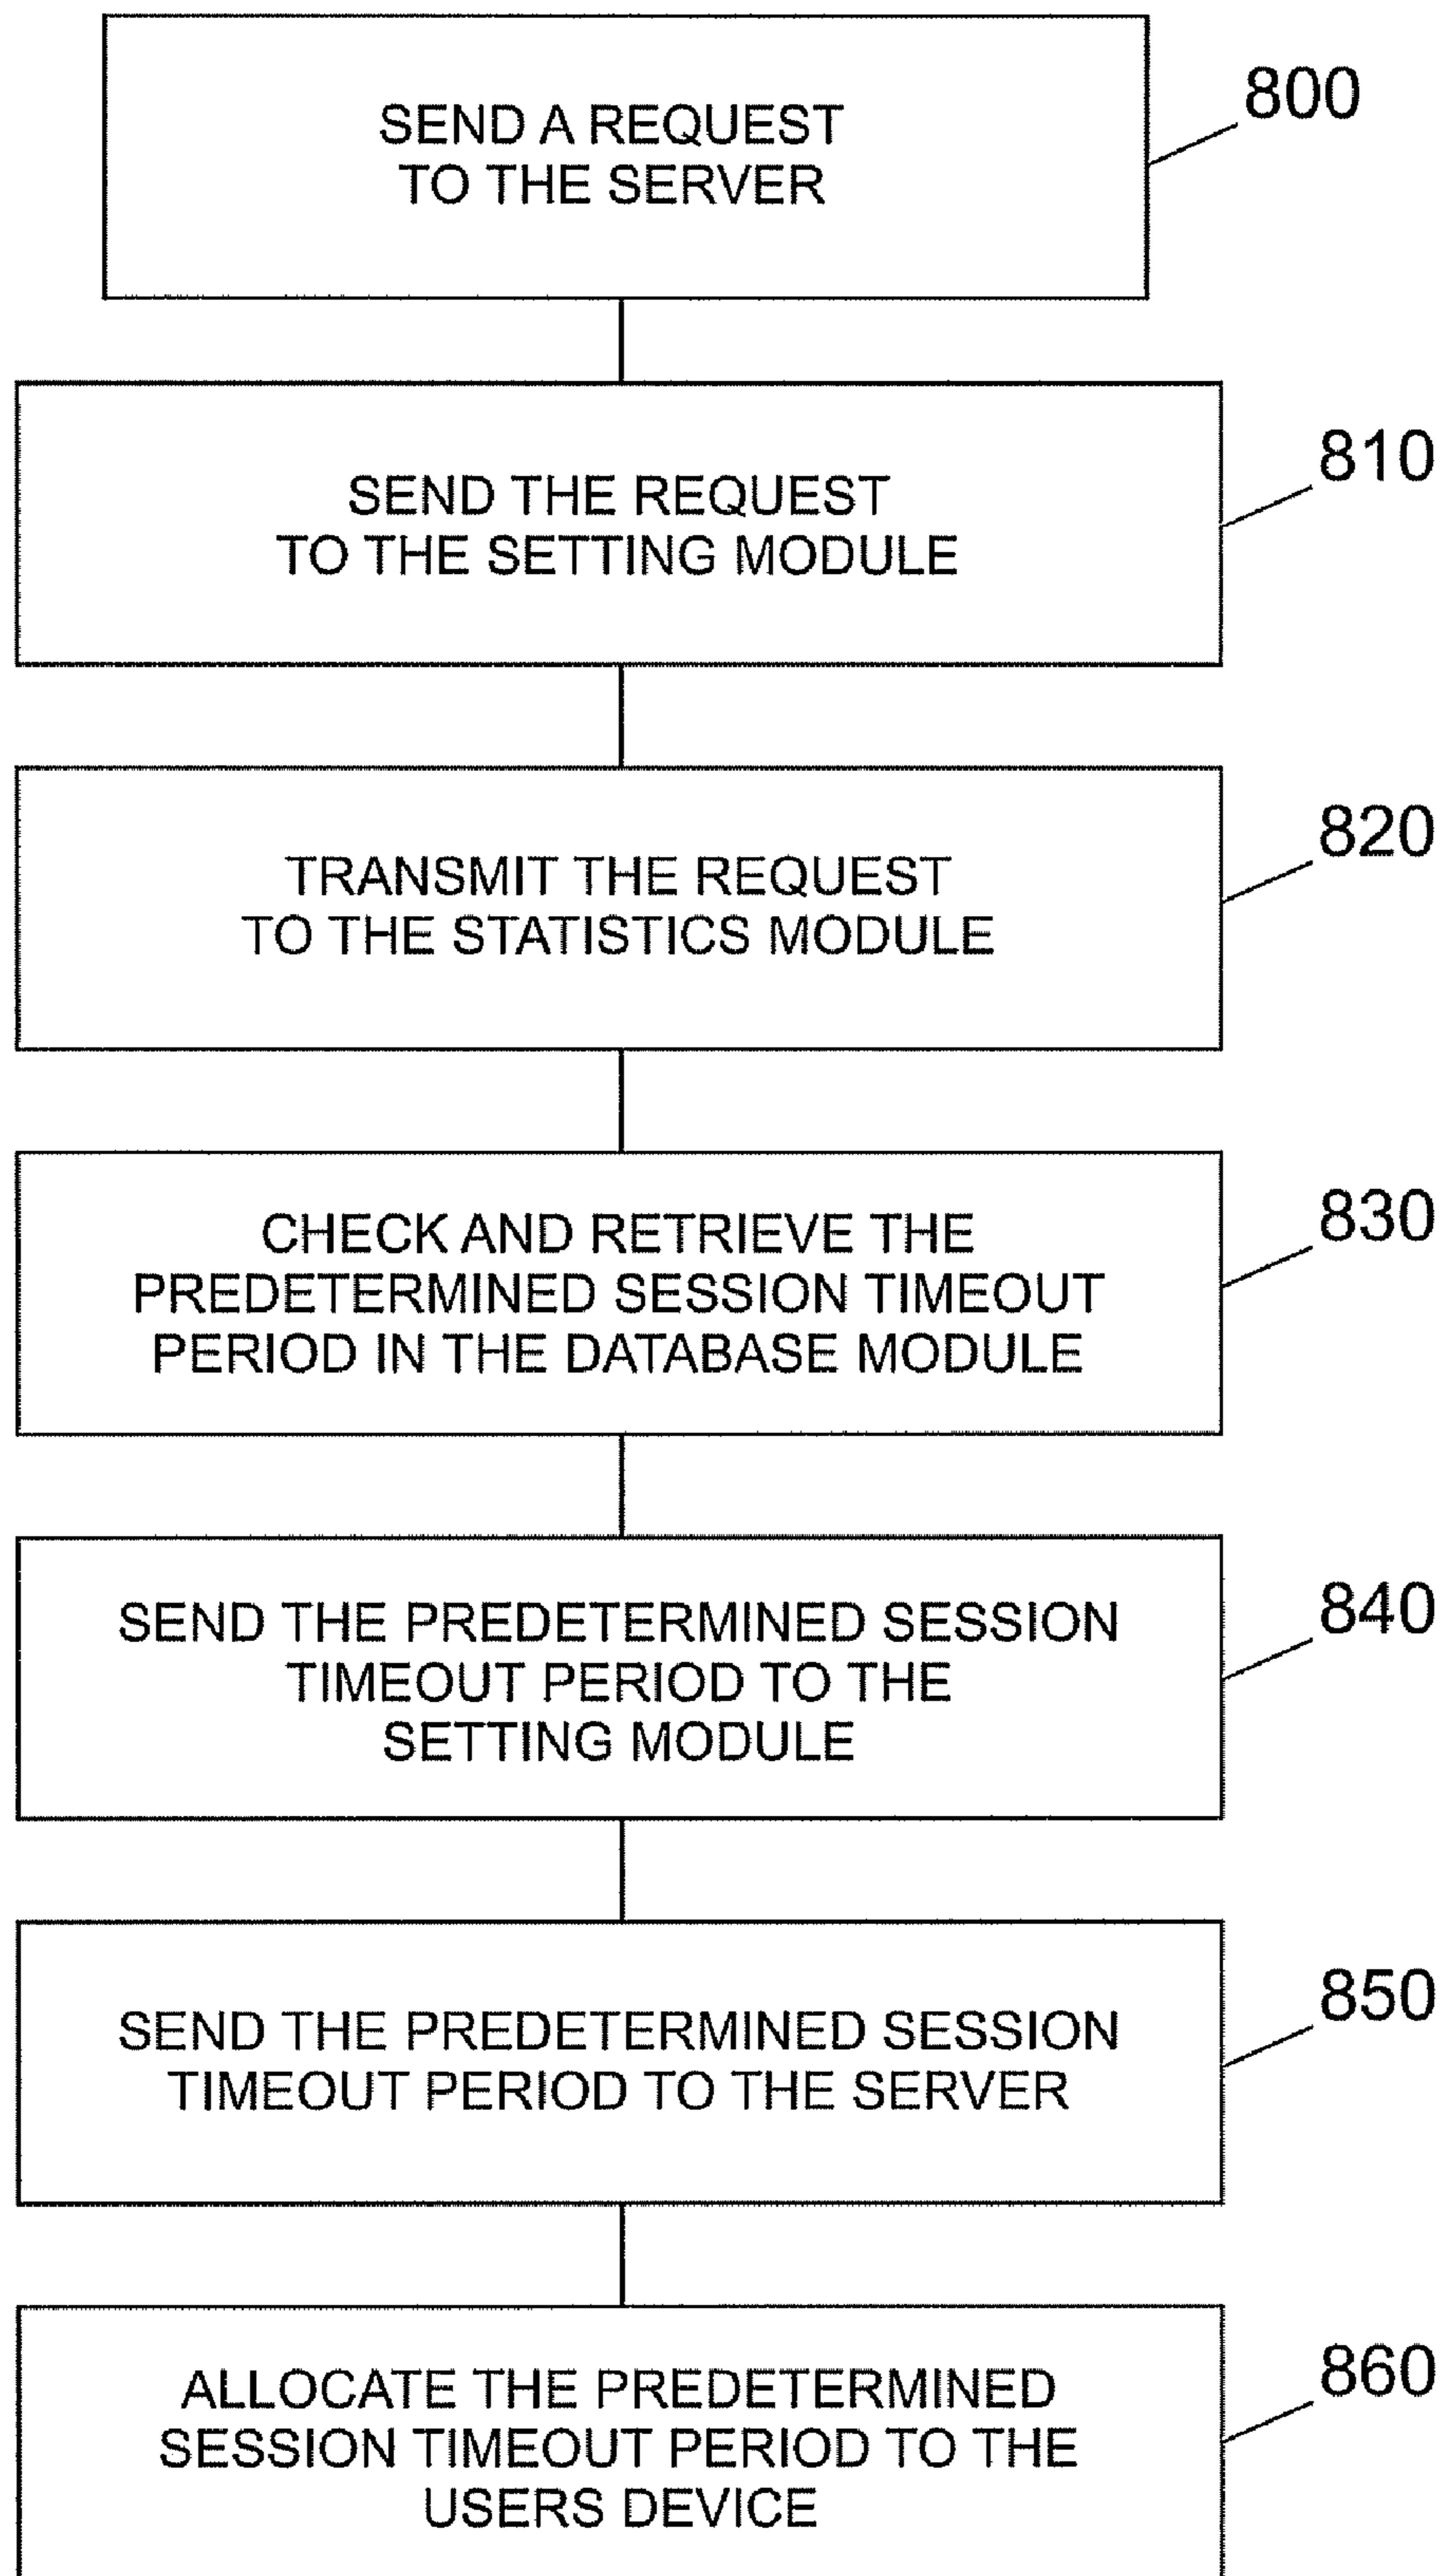 SEND A REQUEST
TO THE SERVER
800
SEND THE REQUEST
TO THE SETTING MODULE
810
TRANSMIT THE REQUEST
TO THE STATISTICS MODULE
820
CHECK AND RETRIEVE THE
PREDETERMINED SESSION TIMEOUT
PERIOD IN THE DATABASE MODULE
830
SEND THE PREDETERMINED SESSION
TIMEOUT PERIOD TO THE
SETTING MODULE
840
SEND THE PREDETERMINED SESSION
TIMEOUT PERIOD TO THE SERVER
850
ALLOCATE THE PREDETERMINED
SESSION TIMEOUT PERIOD TO THE
USERS DEVICE
860